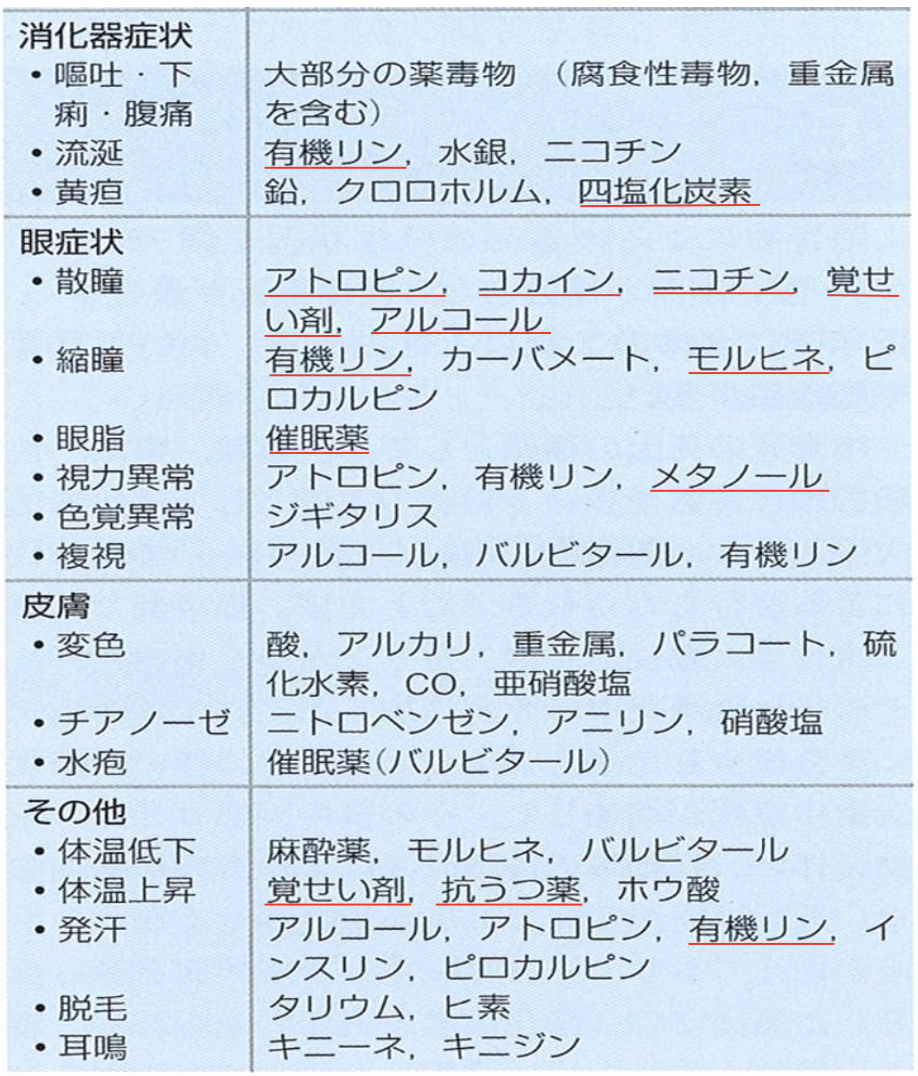 消化器症状
・嘔吐・下 大部分の薬毒物 (腐食性毒物,重金属
痢・腹痛 を含む)
・流涎 有機リン,水銀,ニコチン
・黄疸 鉛,クロロホルム,四塩化炭素
眼症状
・散瞳 アトロピン,コカイン,ニコチン,覚せ
い剤,アルコール
・縮瞳 有機リン,カーバメート,モルヒネ,ピ
ロカルピン
・眼脂 催眠薬
・視力異常 アトロピン,有機リン,メタノール
・色覚異常 ジギタリス
・複視 アルコール,バルビタール,有機リン
皮膚
・変色 酸,アルカリ,重金属,パラコート,硫
化水素,CO,亜硝酸塩
・チアノーゼ ニトロベンゼン,アニリン,硝酸塩
・水疱 催眠薬(バルビタール)
その他
・体温低下 麻酔薬,モルヒネ,バルビタール
・体温上昇 覚せい剤,抗うつ薬,ホウ酸
・発汗 アルコール,アトロピン,有機リン,イ
ンスリン,ピロカルピン
・脱毛 タリウム,ヒ素
・耳鳴 キニーネ,キニジン